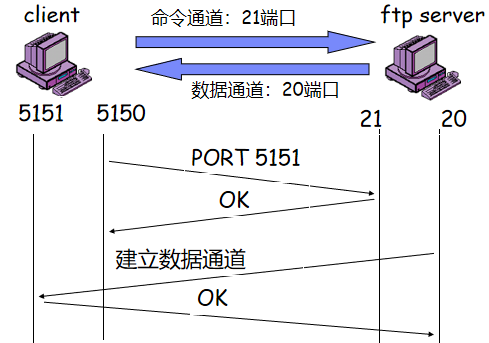 client
命令通道：21端口
ftp server
数据通道：20端口
5151
5150
21
20
PORT 5151
OK
建立数据通道
OK